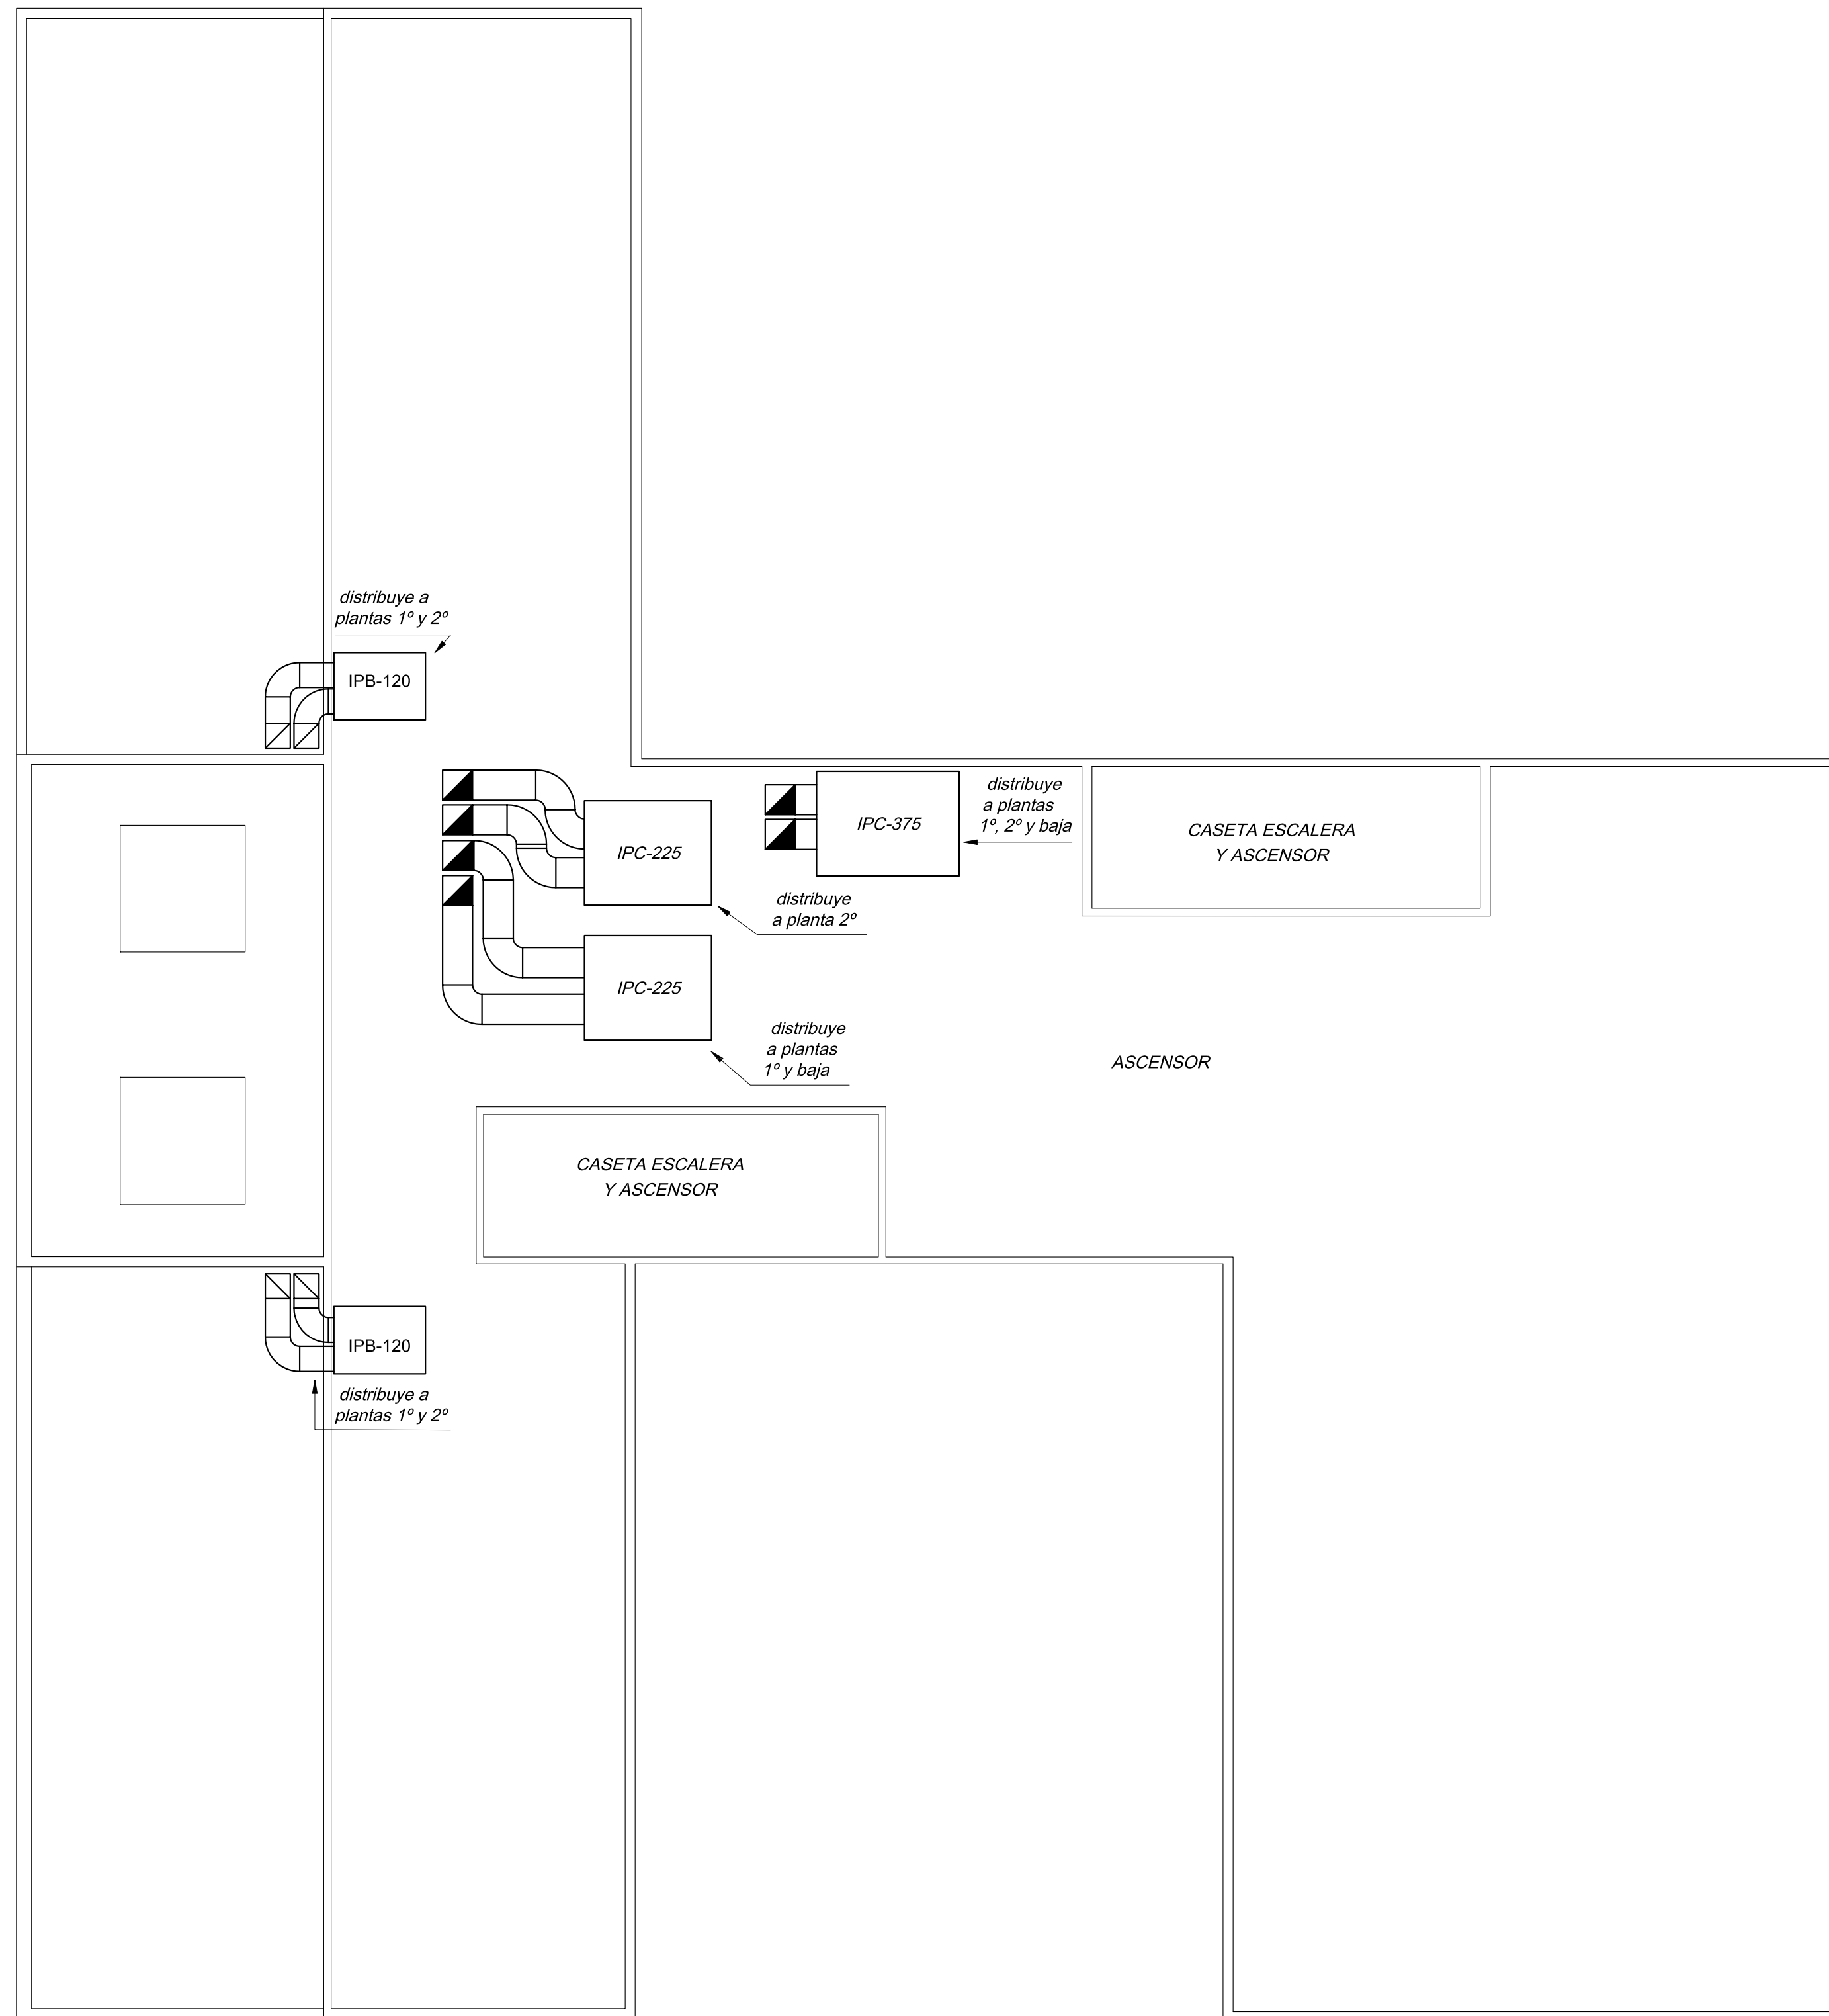 distribuye a
plantas 1º y 2º
IPB-120
IPC-225
distribuye
a planta 2º
IPC-375
distribuye
a plantas
1º, 2º y baja
CASETA ESCALERA
Y ASCENSOR
IPC-225
distribuye
a plantas
1º y baja
ASCENSOR
CASETA ESCALERA
Y ASCENSOR
IPB-120
distribuye a
plantas 1º y 2º